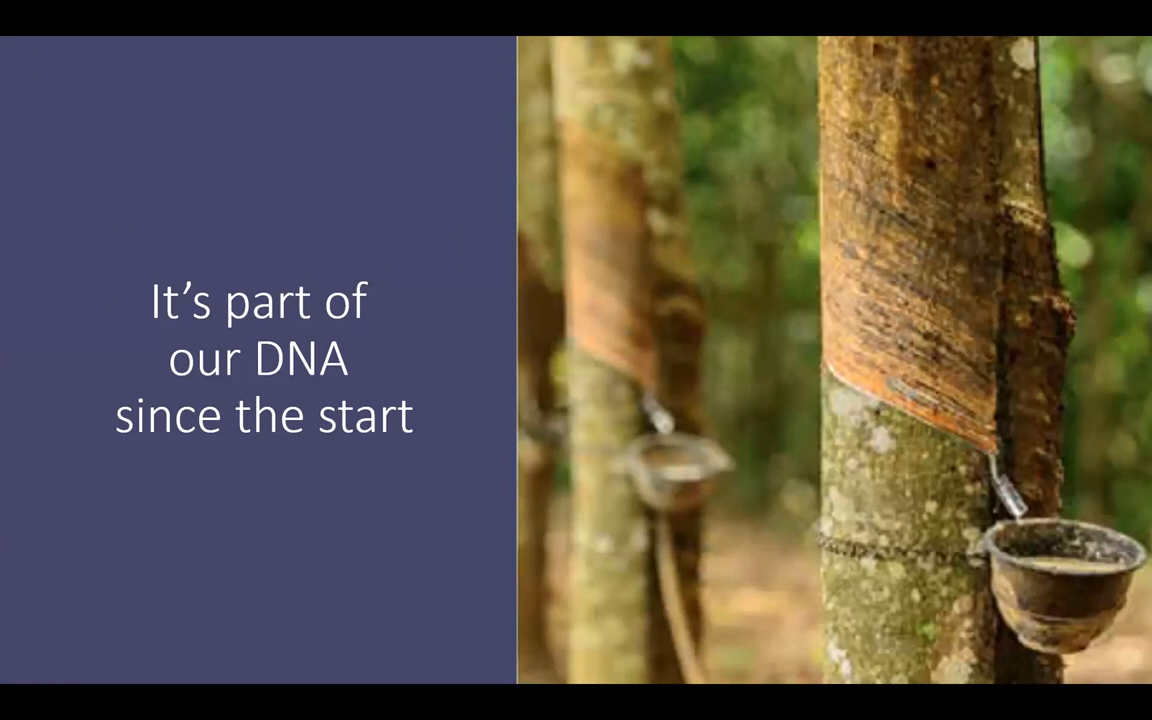 It’s part of
our DNA
since the start